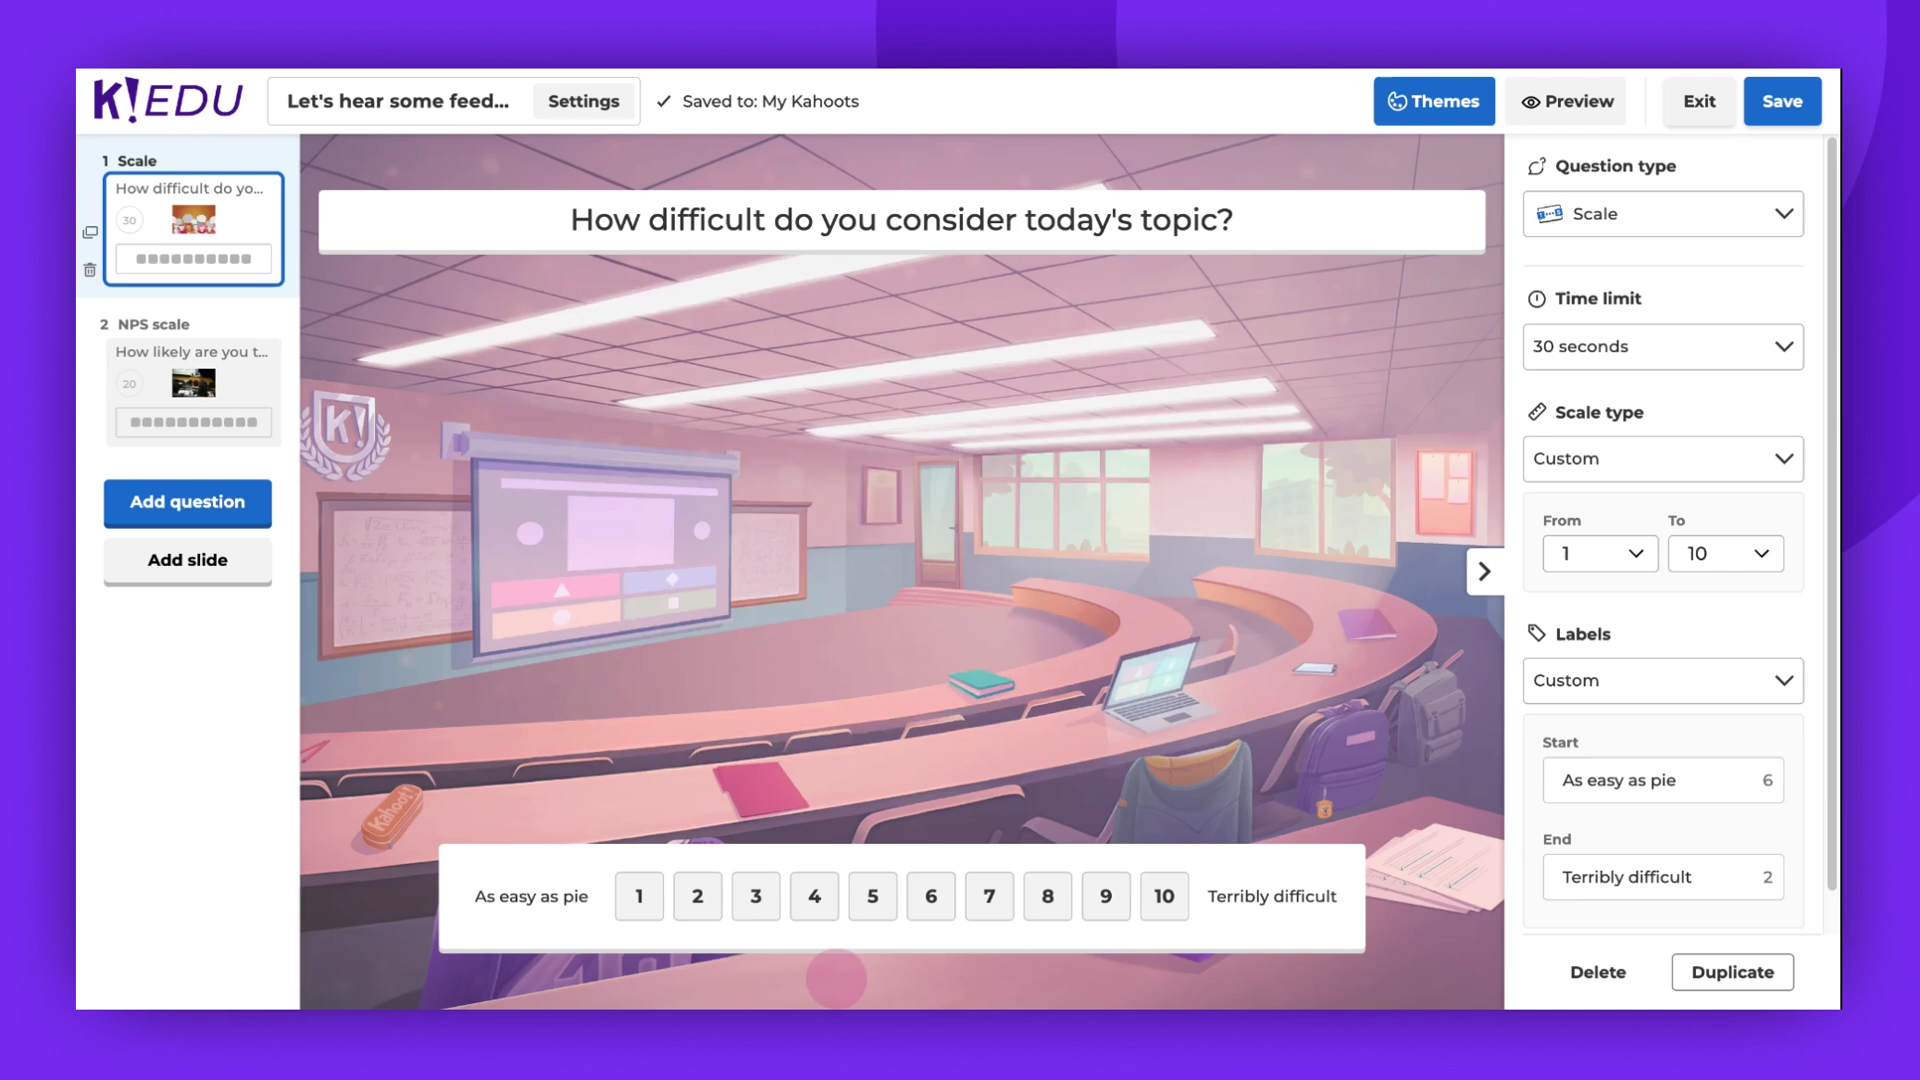 K!EDU
Let's hear some feed...
Settings
Saved to: My Kahoots
Themes
Preview
Exit
Save
1 Scale
How difficult do yo...
30
2 NPS scale
How likely are you t...
20
Add question
Add slide
How difficult do you consider today's topic?
K!
Kahoot!
As easy as pie 1 2 3 4 5 6 7 8 9 10 Terribly difficult
Question type
Scale
Time limit
30 seconds
Scale type
Custom
From To
1 10
Labels
Custom
Start
As easy as pie 6
End
Terribly difficult 2
Delete Duplicate